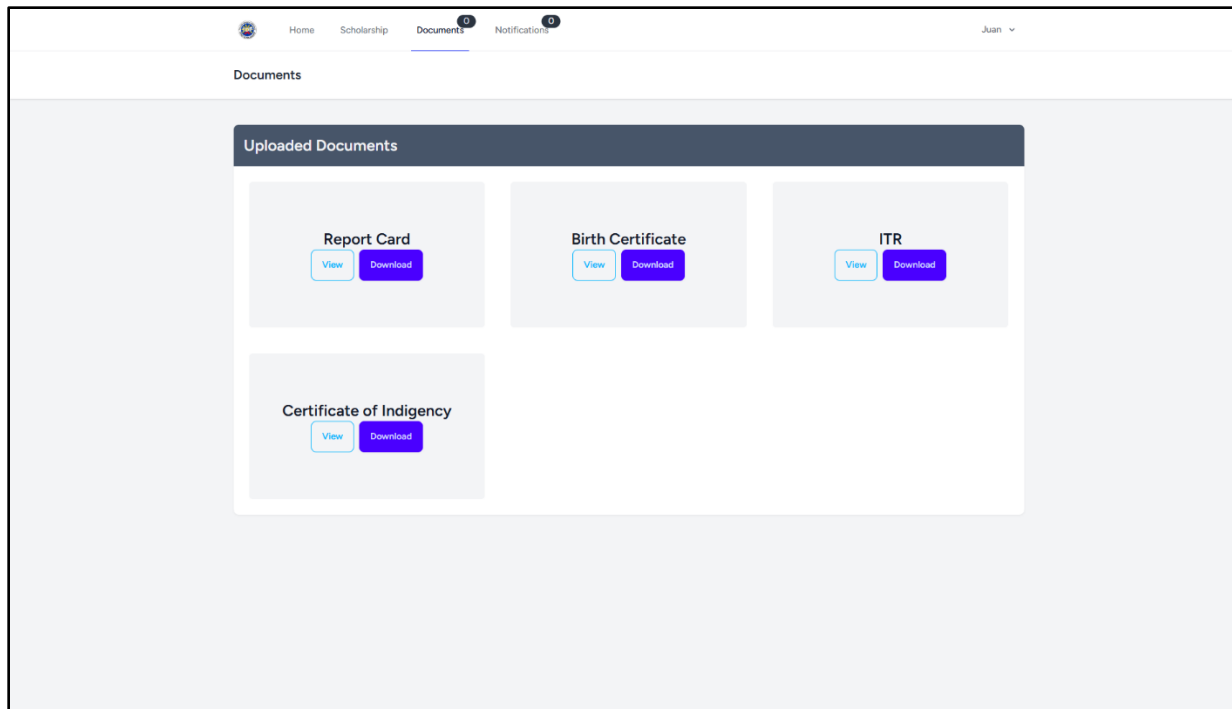 0 0
Home Scholarship Documents Notifications Juan
Documents
Uploaded Documents
Report Card Birth Certificate ITR
View Download View Download View Download
Certificate of Indigency
View Download